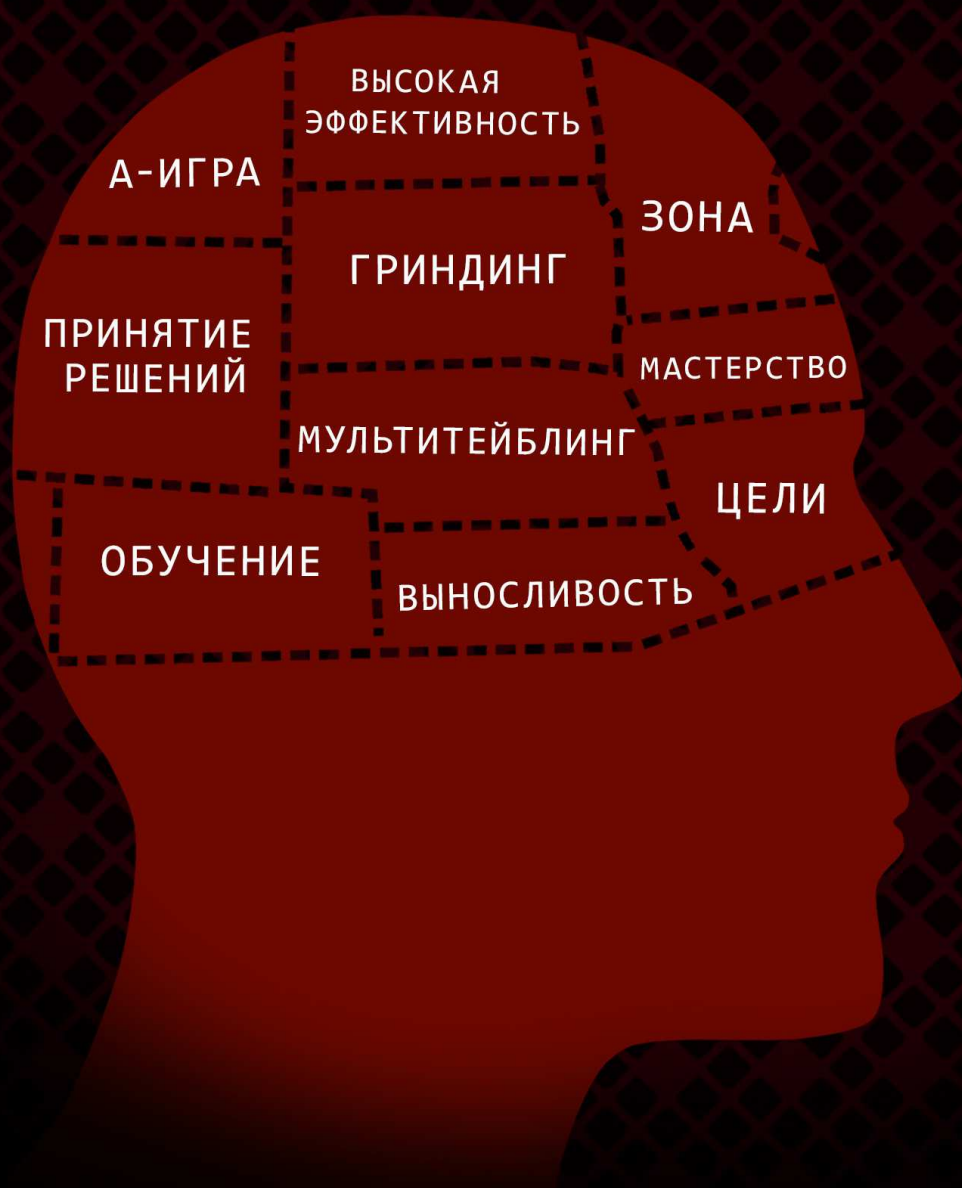 ВЫСОКАЯ
ЭФФЕКТИВНОСТЬ
А-ИГРА
ЗОНА
ГРИНДИНГ
ПРИНЯТИЕ
РЕШЕНИЙ
МАСТЕРСТВО
МУЛЬТИТЕЙБЛИНГ
ЦЕЛИ
ОБУЧЕНИЕ
ВЫНОСЛИВОСТЬ